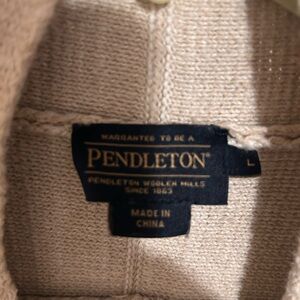 WARRANTED TO BE A
PENDLETON®
L
PENDLETON WOOLEN MILLS
SINCE 1863
MADE IN
CHINA